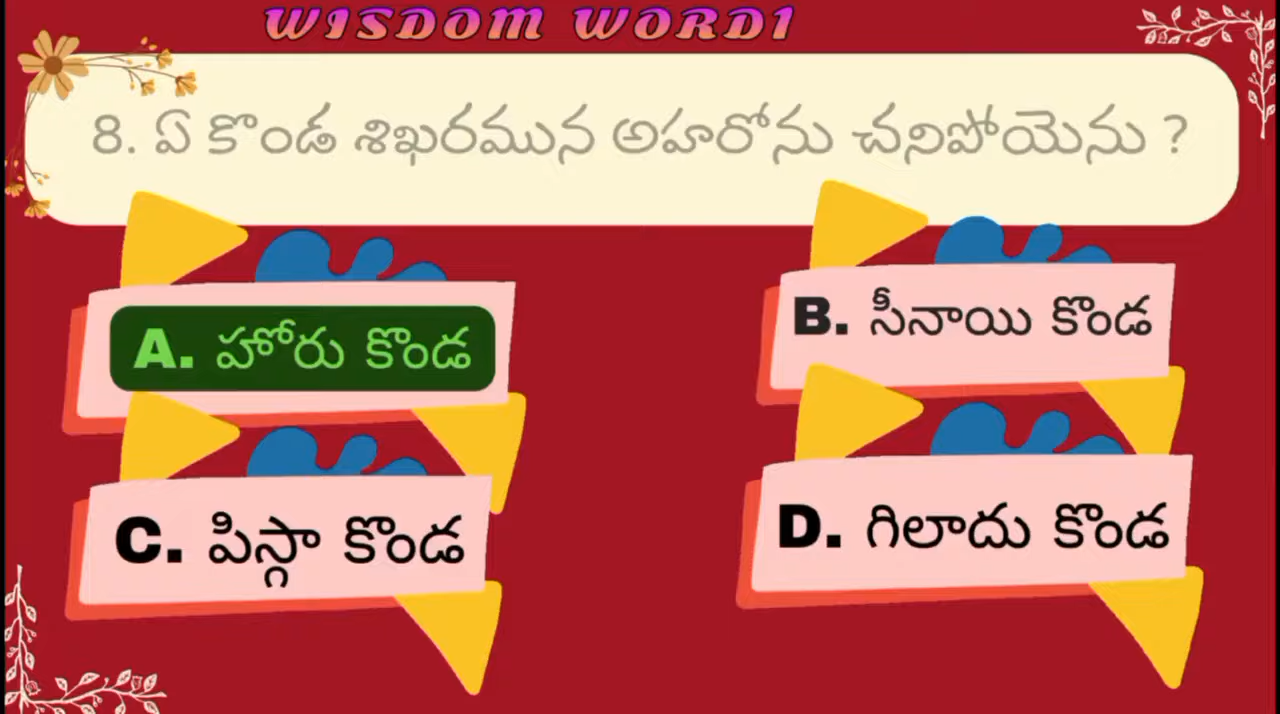 WISDOM WORD1
8. ఏ కొండ శిఖరమున అహరోను చనిపోయెను ?
A. హోరు కొండ
B. సీనాయి కొండ
C. పిస్గా కొండ
D. గిలాదు కొండ